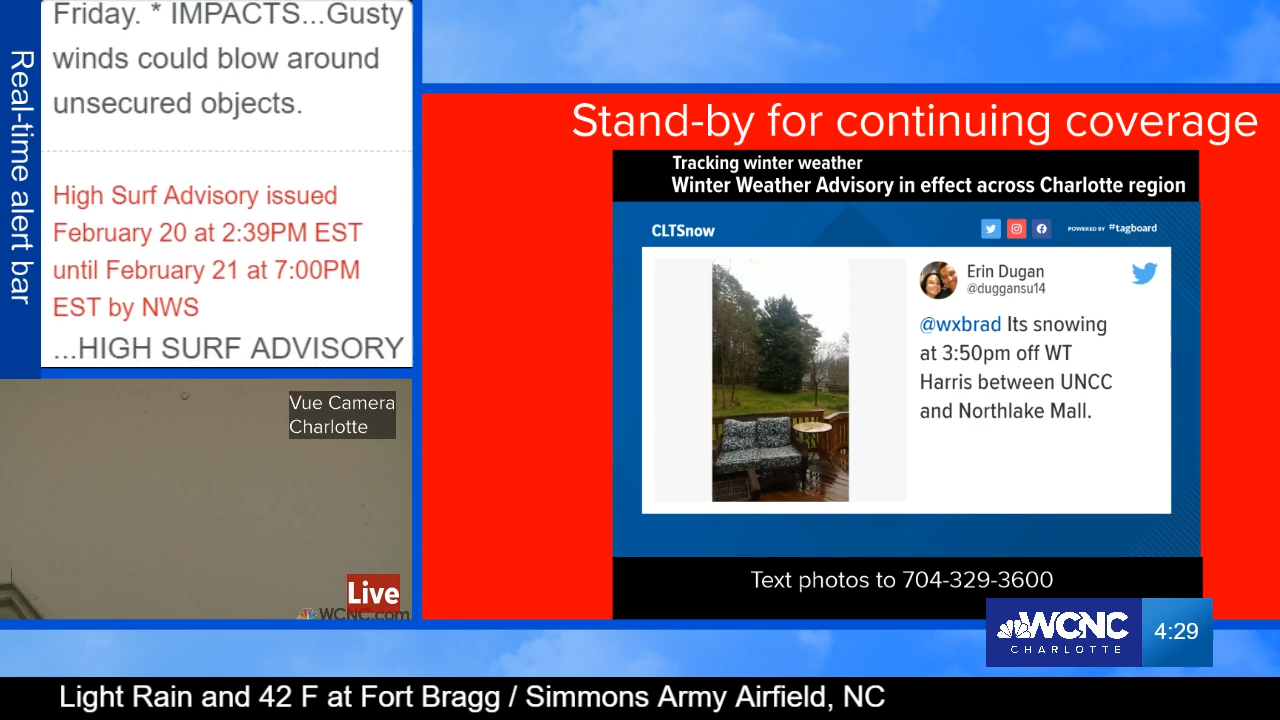 Real-time alert bar
Friday. * IMPACTS...Gusty
winds could blow around
unsecured objects.
High Surf Advisory issued
February 20 at 2:39PM EST
until February 21 at 7:00PM
EST by NWS
...HIGH SURF ADVISORY
Vue Camera
Charlotte
Live
WCNC.com
Stand-by for continuing coverage
Tracking winter weather
Winter Weather Advisory in effect across Charlotte region
CLTSnow
POWERED BY #tagboard
Erin Dugan
@duggansu14
@wxbrad Its snowing
at 3:50pm off WT
Harris between UNCC
and Northlake Mall.
Text photos to 704-329-3600
WCNC
CHARLOTTE
4:29
Light Rain and 42 F at Fort Bragg / Simmons Army Airfield, NC